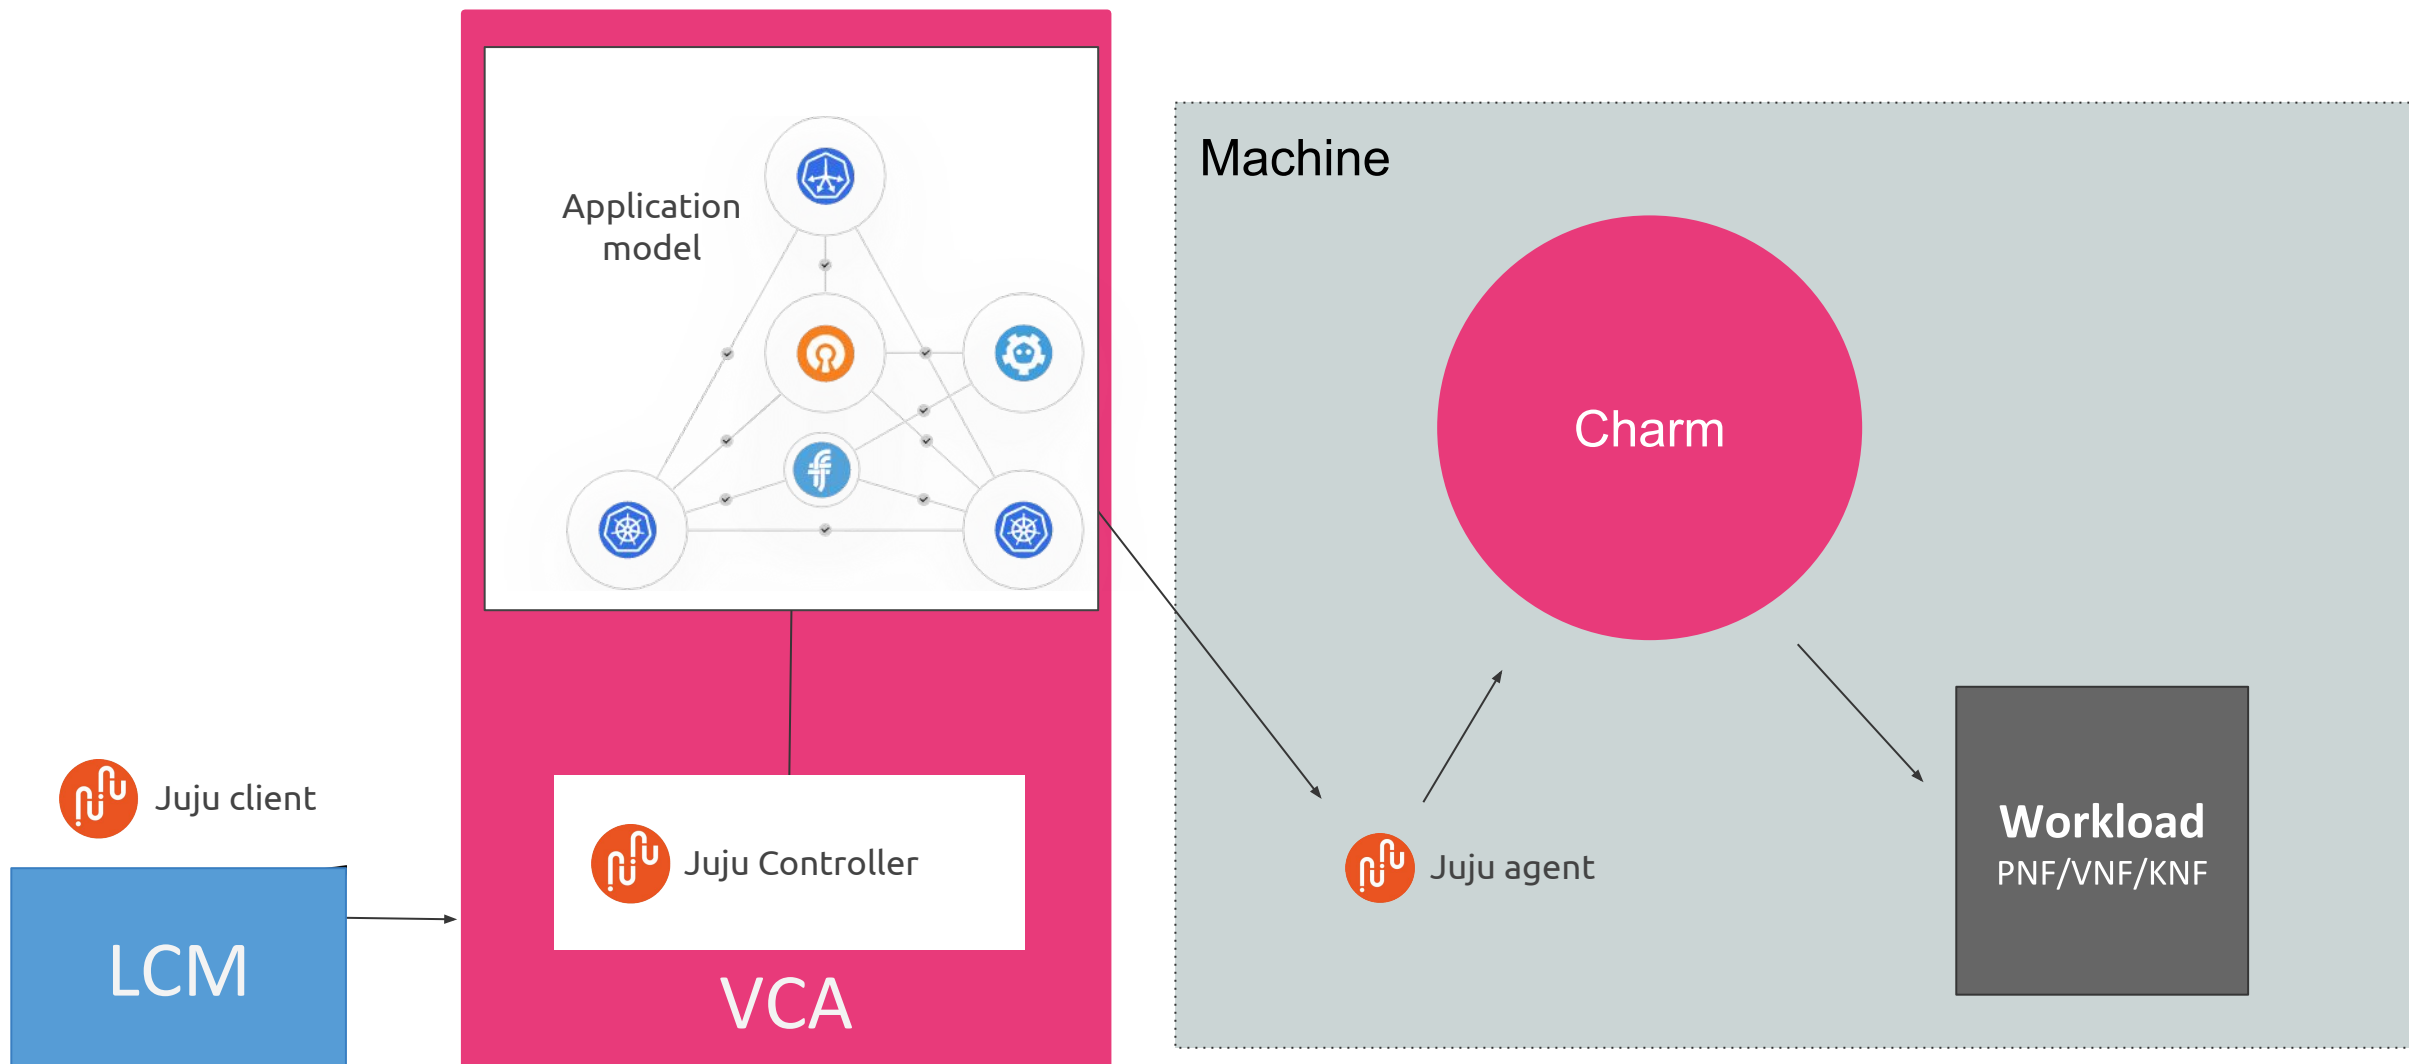 Application
model
Machine
Charm
Juju client
Juju Controller
Juju agent
Workload
PNF/VNF/KNF
LCM
VCA